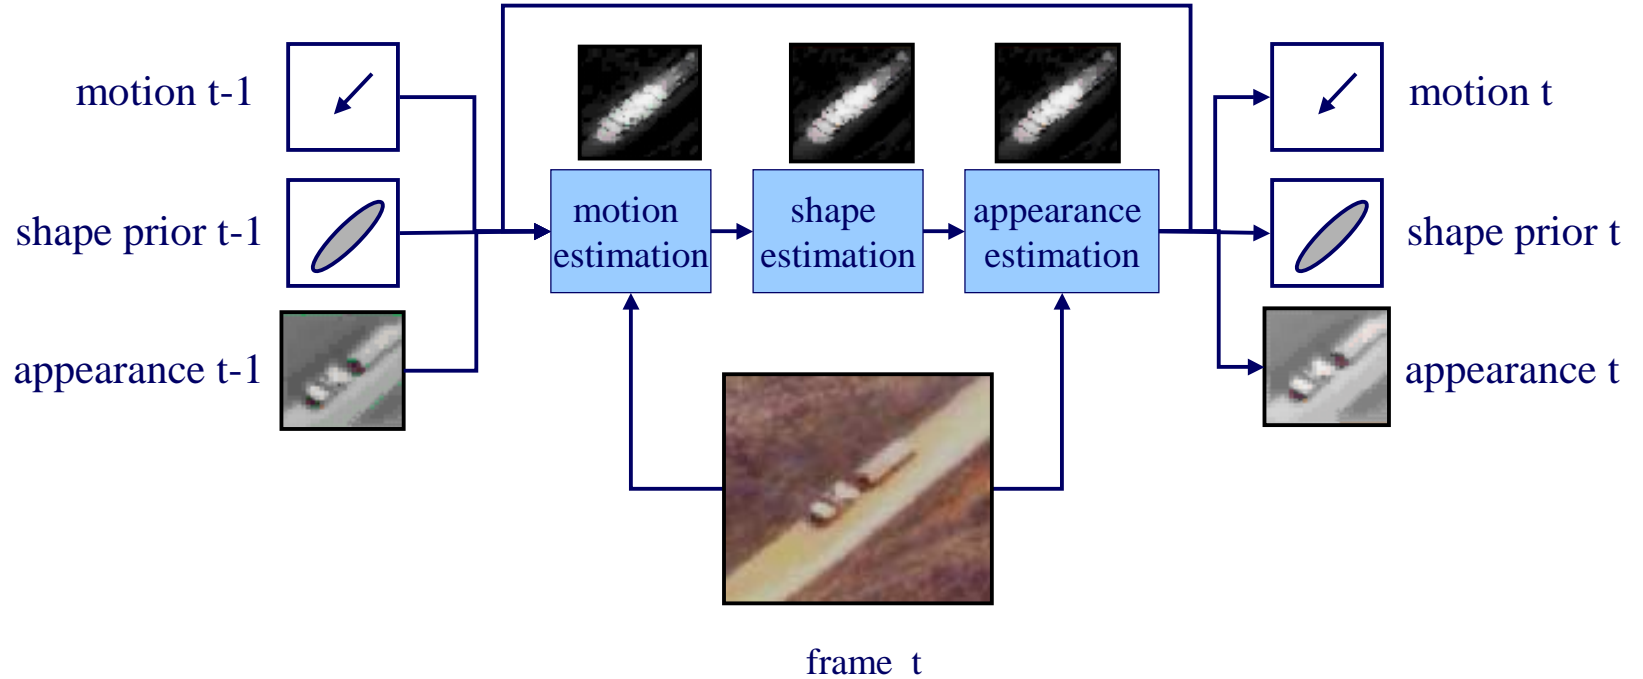 motion t-1
shape prior t-1
appearance t-1
motion
estimation
shape
estimation
appearance
estimation
motion t
shape prior t
appearance t
frame t